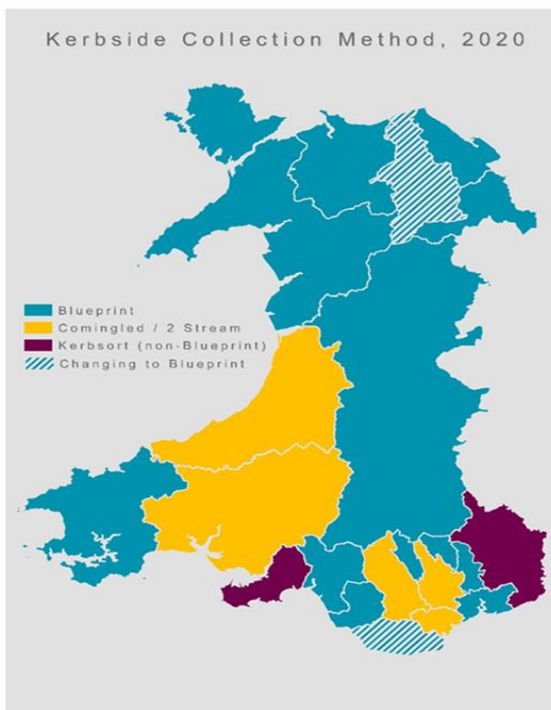 Kerbside Collection Method, 2020
Blueprint
Comingled / 2 Stream
Kerbsort (non-Blueprint)
Changing to Blueprint